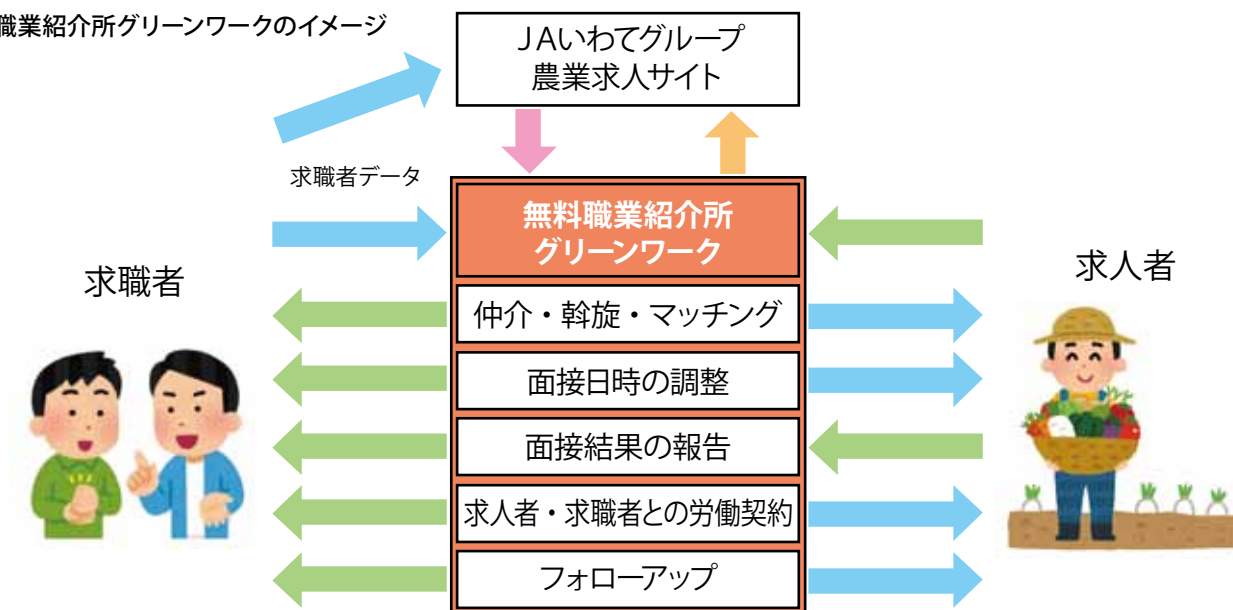 職業紹介所グリーンワークのイメージ
JAいわてグループ
農業求人サイト
求職者データ
無料職業紹介所
グリーンワーク
求職者
求人者
仲介・斡旋・マッチング
面接日時の調整
面接結果の報告
求人者・求職者との労働契約
フォローアップ